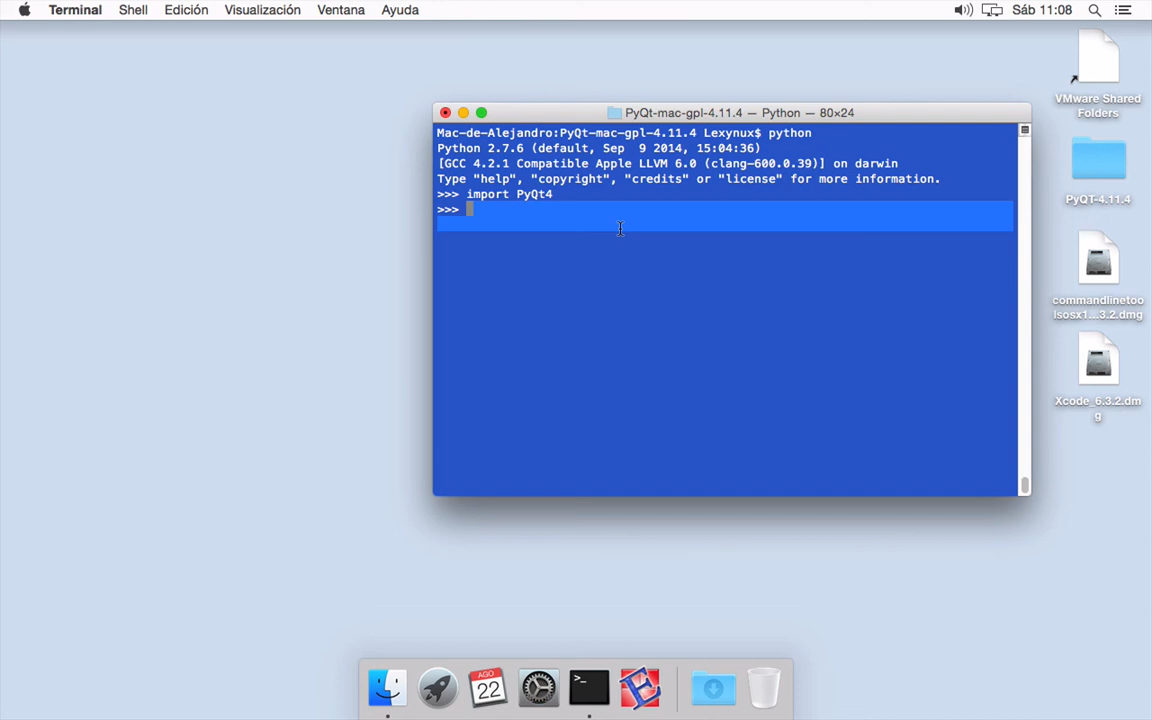 Terminal Shell Edición Visualización Ventana Ayuda Sáb 11:08
PyQt-mac-gpl-4.11.4 — Python — 80×24
Mac-de-Alejandro:PyQt-mac-gpl-4.11.4 Lexynux$ python
Python 2.7.6 (default, Sep  9 2014, 15:04:36)
[GCC 4.2.1 Compatible Apple LLVM 6.0 (clang-600.0.39)] on darwin
Type "help", "copyright", "credits" or "license" for more information.
>>> import PyQt4
>>>
VMware Shared
Folders
PyQT-4.11.4
commandlinetoo
lsosx1...3.2.dmg
Xcode_6.3.2.dm
g
AGO
22
>_
E